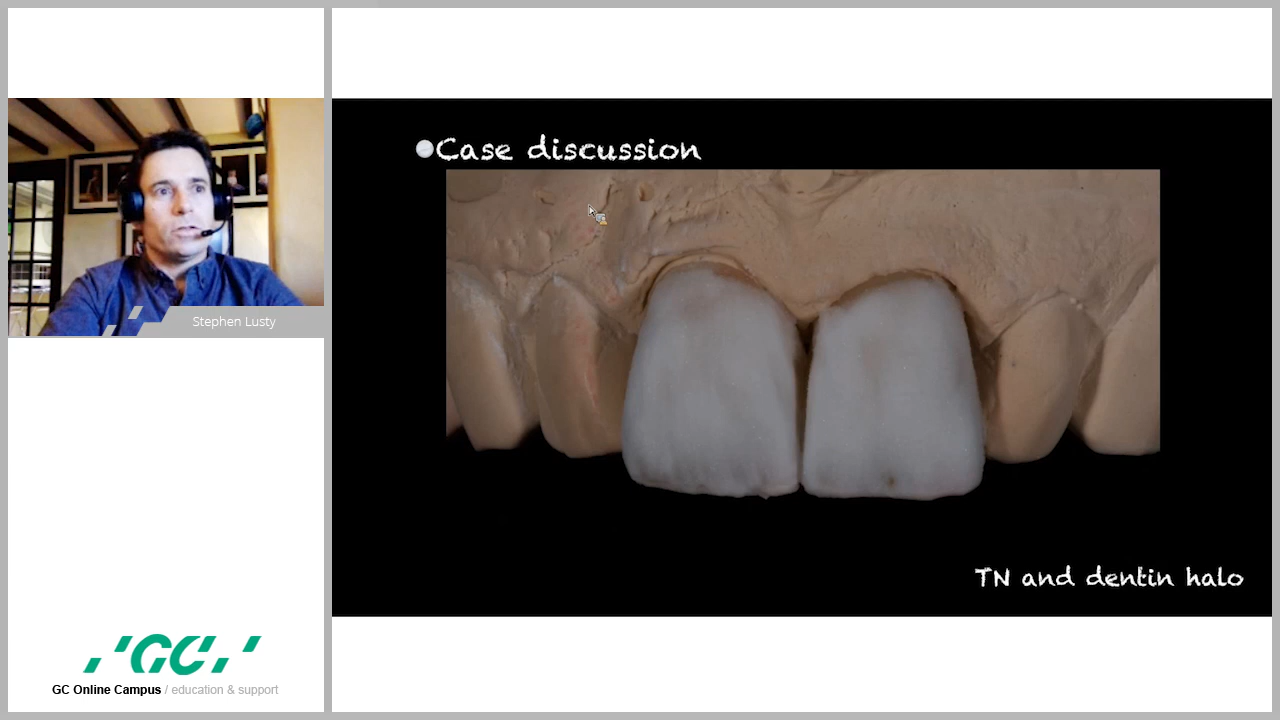 Case discussion
Stephen Lusty
TN and dentin halo
GC
GC Online Campus / education & support